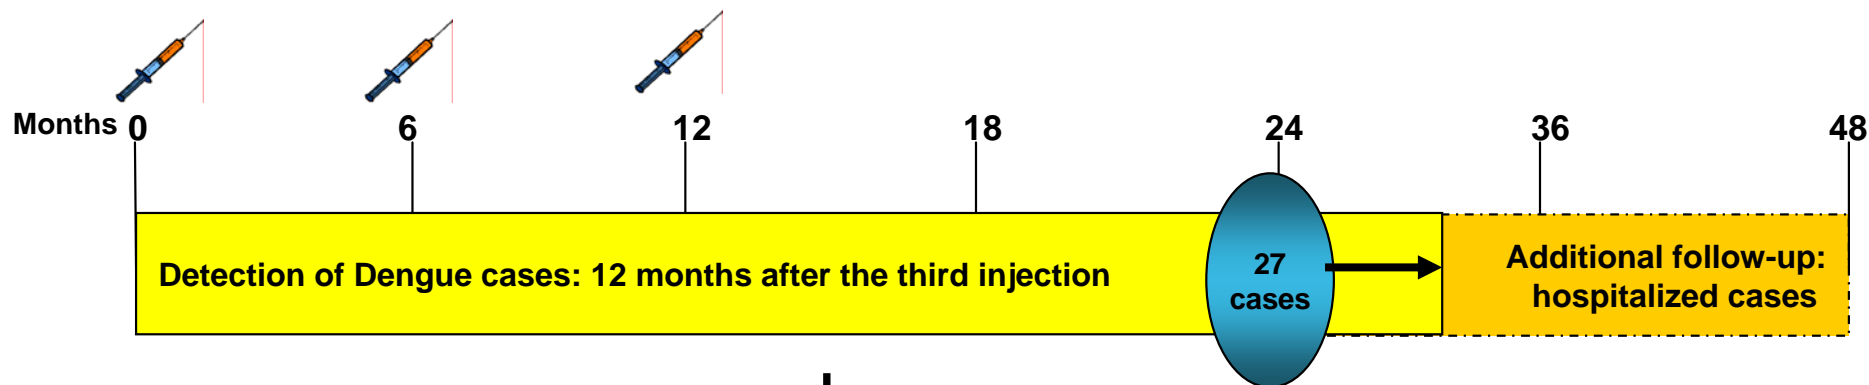 Months 0 6 12 18 24 36 48
Detection of Dengue cases: 12 months after the third injection
27
cases
Additional follow-up:
hospitalized cases